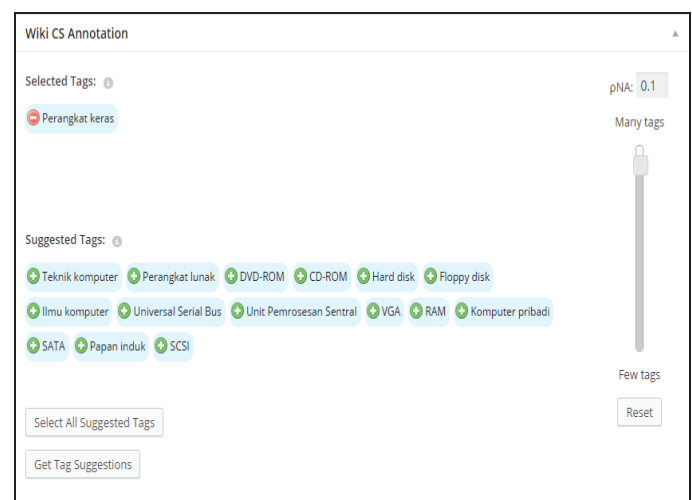 Wiki CS Annotation
Selected Tags:
ρNA: 0.1
Perangkat keras
Many tags
Suggested Tags:
Teknik komputer Perangkat lunak DVD-ROM CD-ROM Hard disk Floppy disk
Ilmu komputer Universal Serial Bus Unit Pemrosesan Sentral VGA RAM Komputer pribadi
SATA Papan induk SCSI
Few tags
Select All Suggested Tags
Reset
Get Tag Suggestions